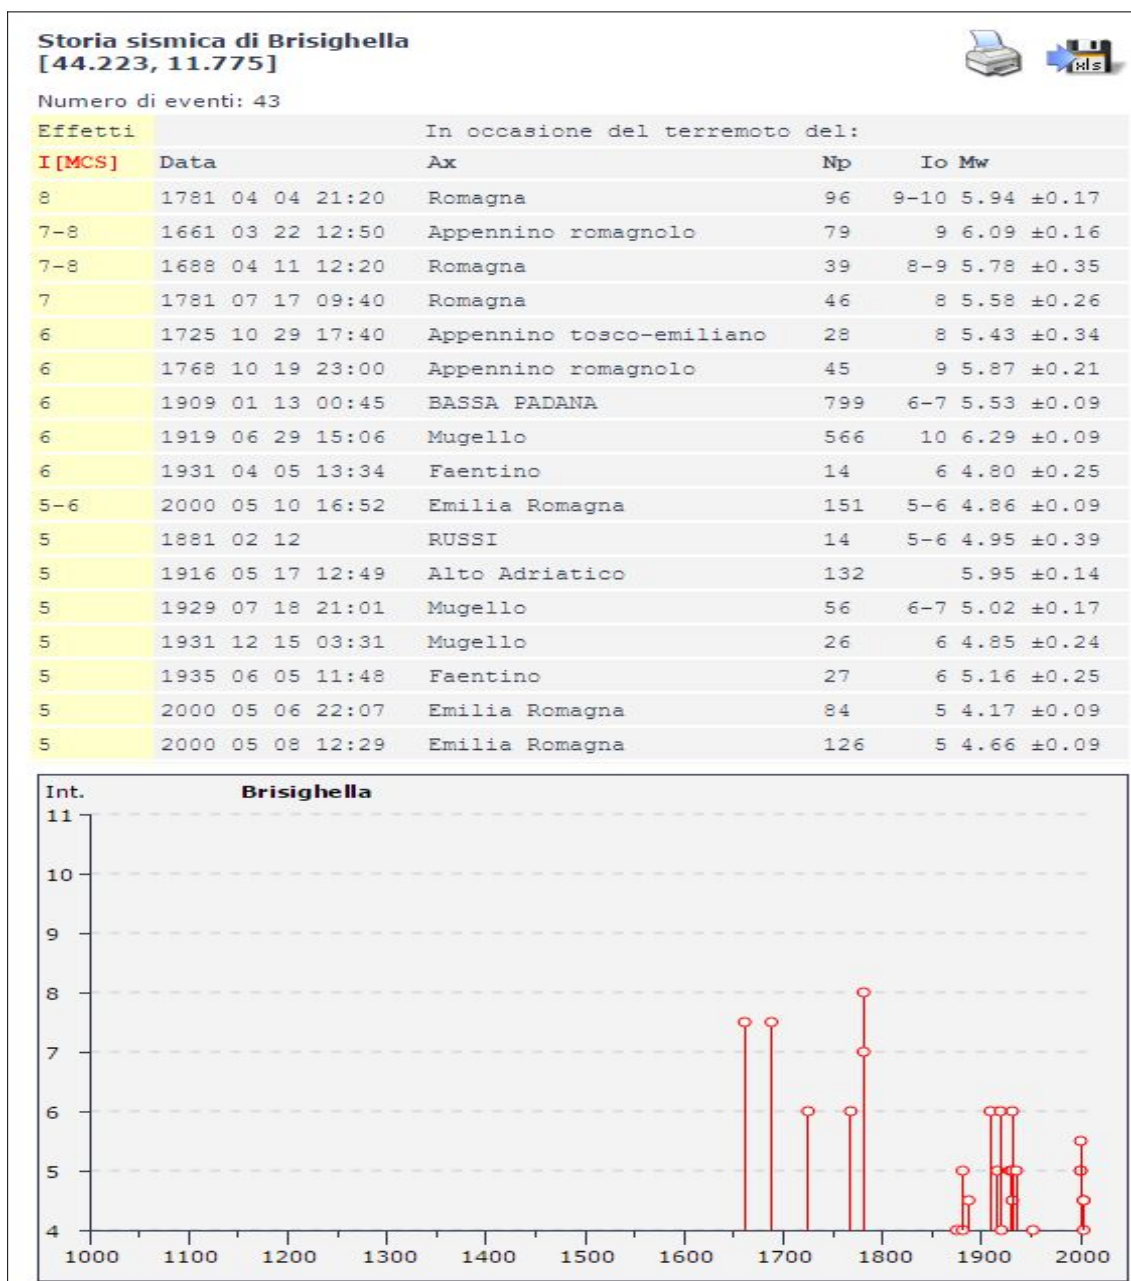 Storia sismica di Brisighella
[44.223, 11.775]
xls
Numero di eventi: 43
Effetti In occasione del terremoto del:
I[MCS] Data Ax Np Io Mw
8 1781 04 04 21:20 Romagna 96 9-10 5.94 ±0.17
7-8 1661 03 22 12:50 Appennino romagnolo 79 9 6.09 ±0.16
7-8 1688 04 11 12:20 Romagna 39 8-9 5.78 ±0.35
7 1781 07 17 09:40 Romagna 46 8 5.58 ±0.26
6 1725 10 29 17:40 Appennino tosco-emiliano 28 8 5.43 ±0.34
6 1768 10 19 23:00 Appennino romagnolo 45 9 5.87 ±0.21
6 1909 01 13 00:45 BASSA PADANA 799 6-7 5.53 ±0.09
6 1919 06 29 15:06 Mugello 566 10 6.29 ±0.09
6 1931 04 05 13:34 Faentino 14 6 4.80 ±0.25
5-6 2000 05 10 16:52 Emilia Romagna 151 5-6 4.86 ±0.09
5 1881 02 12 RUSSI 14 5-6 4.95 ±0.39
5 1916 05 17 12:49 Alto Adriatico 132 5.95 ±0.14
5 1929 07 18 21:01 Mugello 56 6-7 5.02 ±0.17
5 1931 12 15 03:31 Mugello 26 6 4.85 ±0.24
5 1935 06 05 11:48 Faentino 27 6 5.16 ±0.25
5 2000 05 06 22:07 Emilia Romagna 84 5 4.17 ±0.09
5 2000 05 08 12:29 Emilia Romagna 126 5 4.66 ±0.09
Int. Brisighella
11
10
9
8
7
6
5
4
1000 1100 1200 1300 1400 1500 1600 1700 1800 1900 2000